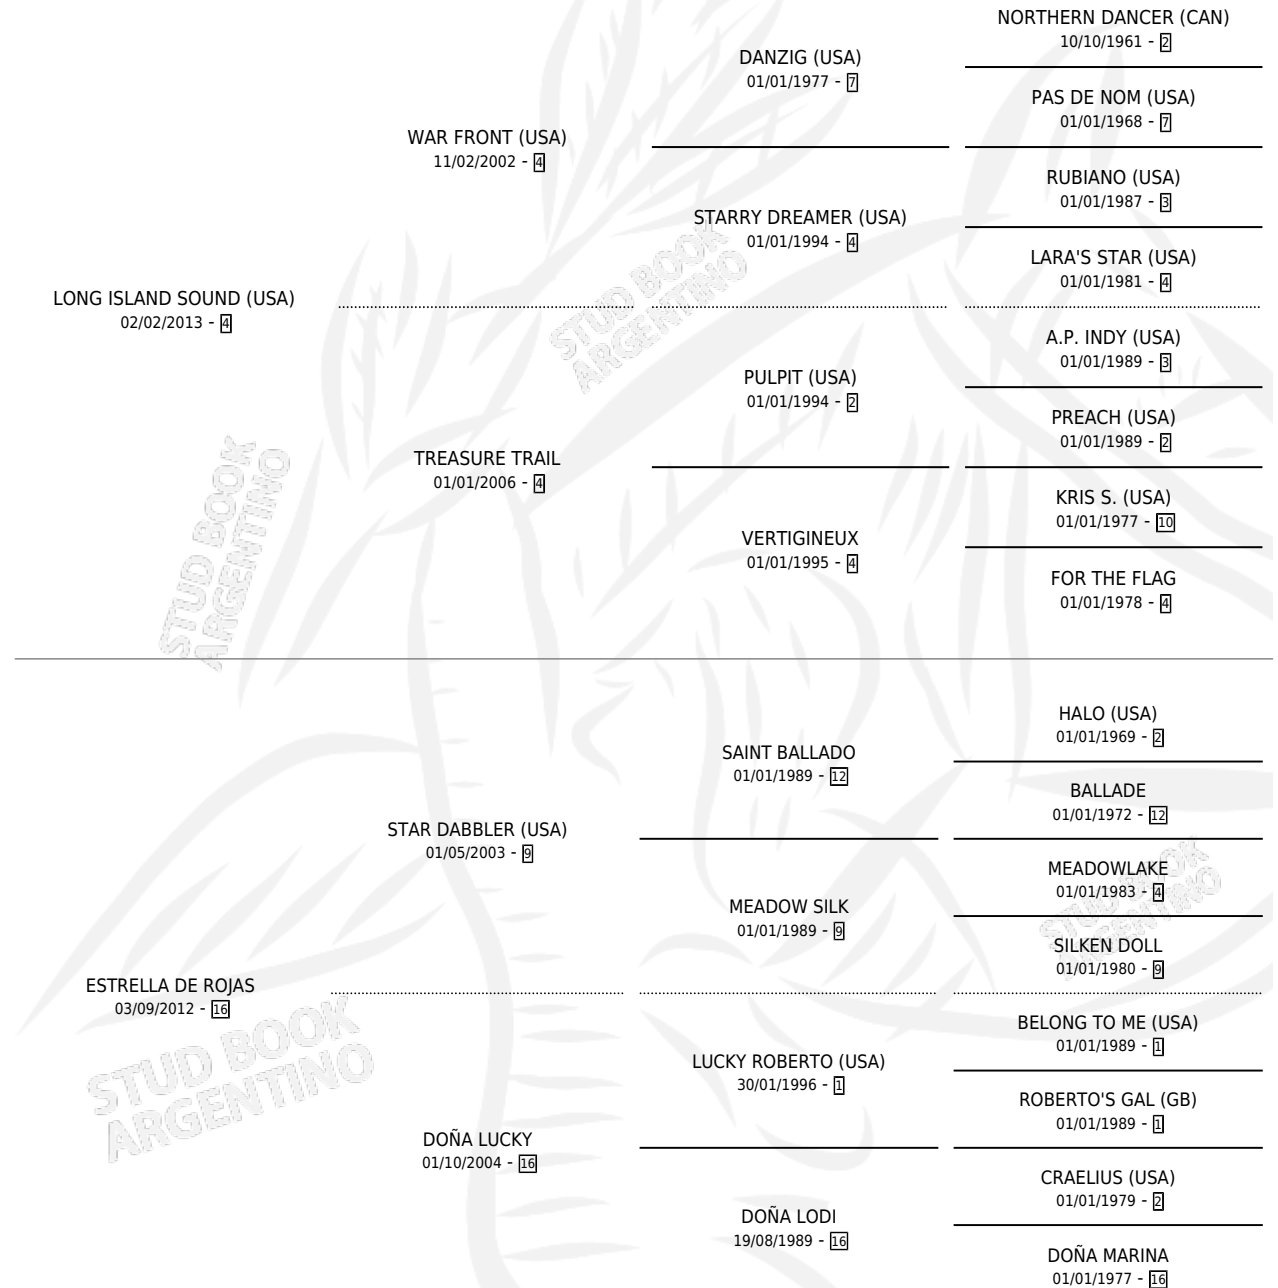 NORTHERN DANCER (CAN)
10/10/1961 - 2
DANZIG (USA)
01/01/1977 - 7
PAS DE NOM (USA)
01/01/1968 - 7
WAR FRONT (USA)
11/02/2002 - 4
RUBIANO (USA)
01/01/1987 - 3
STARRY DREAMER (USA)
01/01/1994 - 4
LARA'S STAR (USA)
01/01/1981 - 4
LONG ISLAND SOUND (USA)
02/02/2013 - 4
A.P. INDY (USA)
01/01/1989 - 3
PULPIT (USA)
01/01/1994 - 2
PREACH (USA)
01/01/1989 - 2
TREASURE TRAIL
01/01/2006 - 4
KRIS S. (USA)
01/01/1977 - 10
VERTIGINEUX
01/01/1995 - 4
FOR THE FLAG
01/01/1978 - 4
HALO (USA)
01/01/1969 - 2
SAINT BALLADO
01/01/1989 - 12
BALLADE
01/01/1972 - 12
STAR DABBLER (USA)
01/05/2003 - 9
MEADOWLAKE
01/01/1983 - 4
MEADOW SILK
01/01/1989 - 9
SILKEN DOLL
01/01/1980 - 9
ESTRELLA DE ROJAS
03/09/2012 - 16
BELONG TO ME (USA)
01/01/1989 - 1
LUCKY ROBERTO (USA)
30/01/1996 - 1
ROBERTO'S GAL (GB)
01/01/1989 - 1
DOÑA LUCKY
01/10/2004 - 16
CRAELIUS (USA)
01/01/1979 - 2
DOÑA LODI
19/08/1989 - 16
DOÑA MARINA
01/01/1977 - 16
STUD BOOK
ARGENTINO
STUD BOOK
ARGENTINO
STUD BOOK
ARGENTINO
STUD BOOK
ARGENTINO